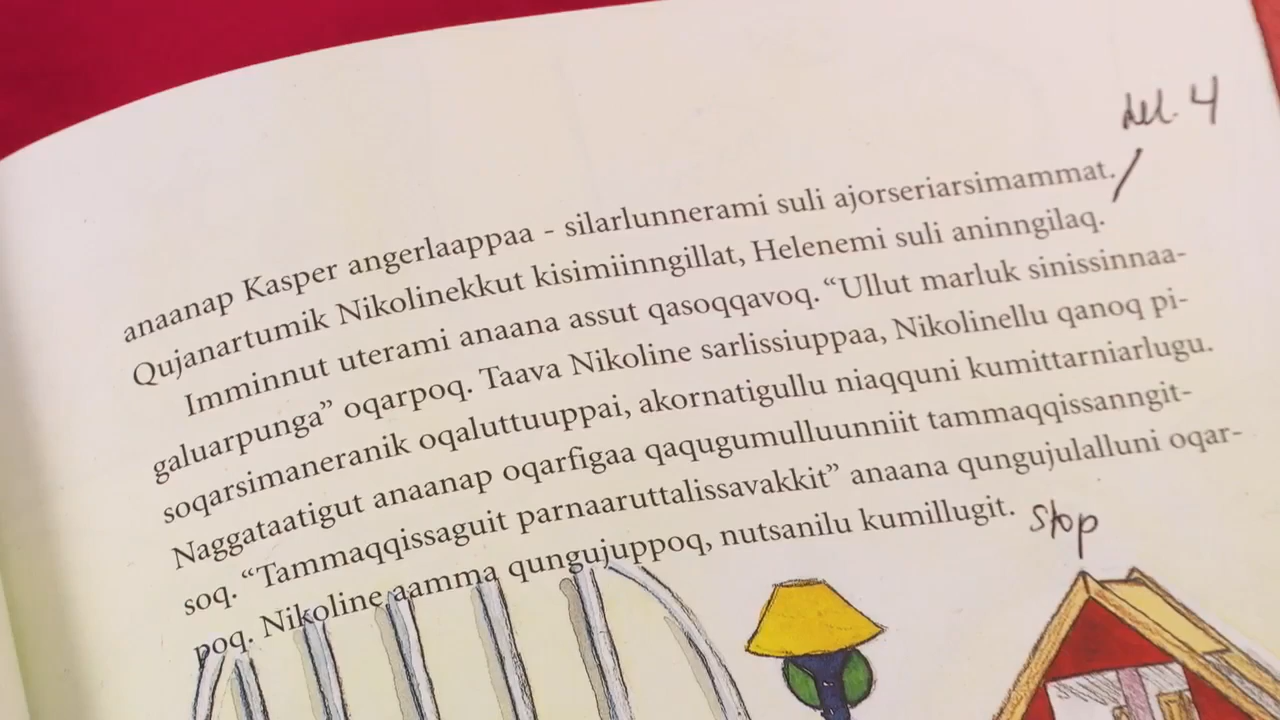 del. 4
anaanap Kasper angerlaappaa - silarlunnerami suli ajorseriarsimammat. /
Qujanartumik Nikolinekkut kisimiinngillat, Helenemi suli aninngilaq.
Imminnut uterami anaana assut qasoqqavoq. “Ullut marluk sinissinnaa-
galuarpunga” oqarpoq. Taava Nikoline sarlissiuppaa, Nikolinellu qanoq pi-
soqarsimaneranik oqaluttuuppai, akornatigullu niaqquni kumittarniarlugu.
Naggataatigut anaanap oqarfigaa qaqugumulluunniit tammaqqissanngit-
soq. “Tammaqqissaguit parnaaruttalissavakkit” anaana qungujulalluni oqar-
poq. Nikoline aamma qungujuppoq, nutsanilu kumillugit.
Stop